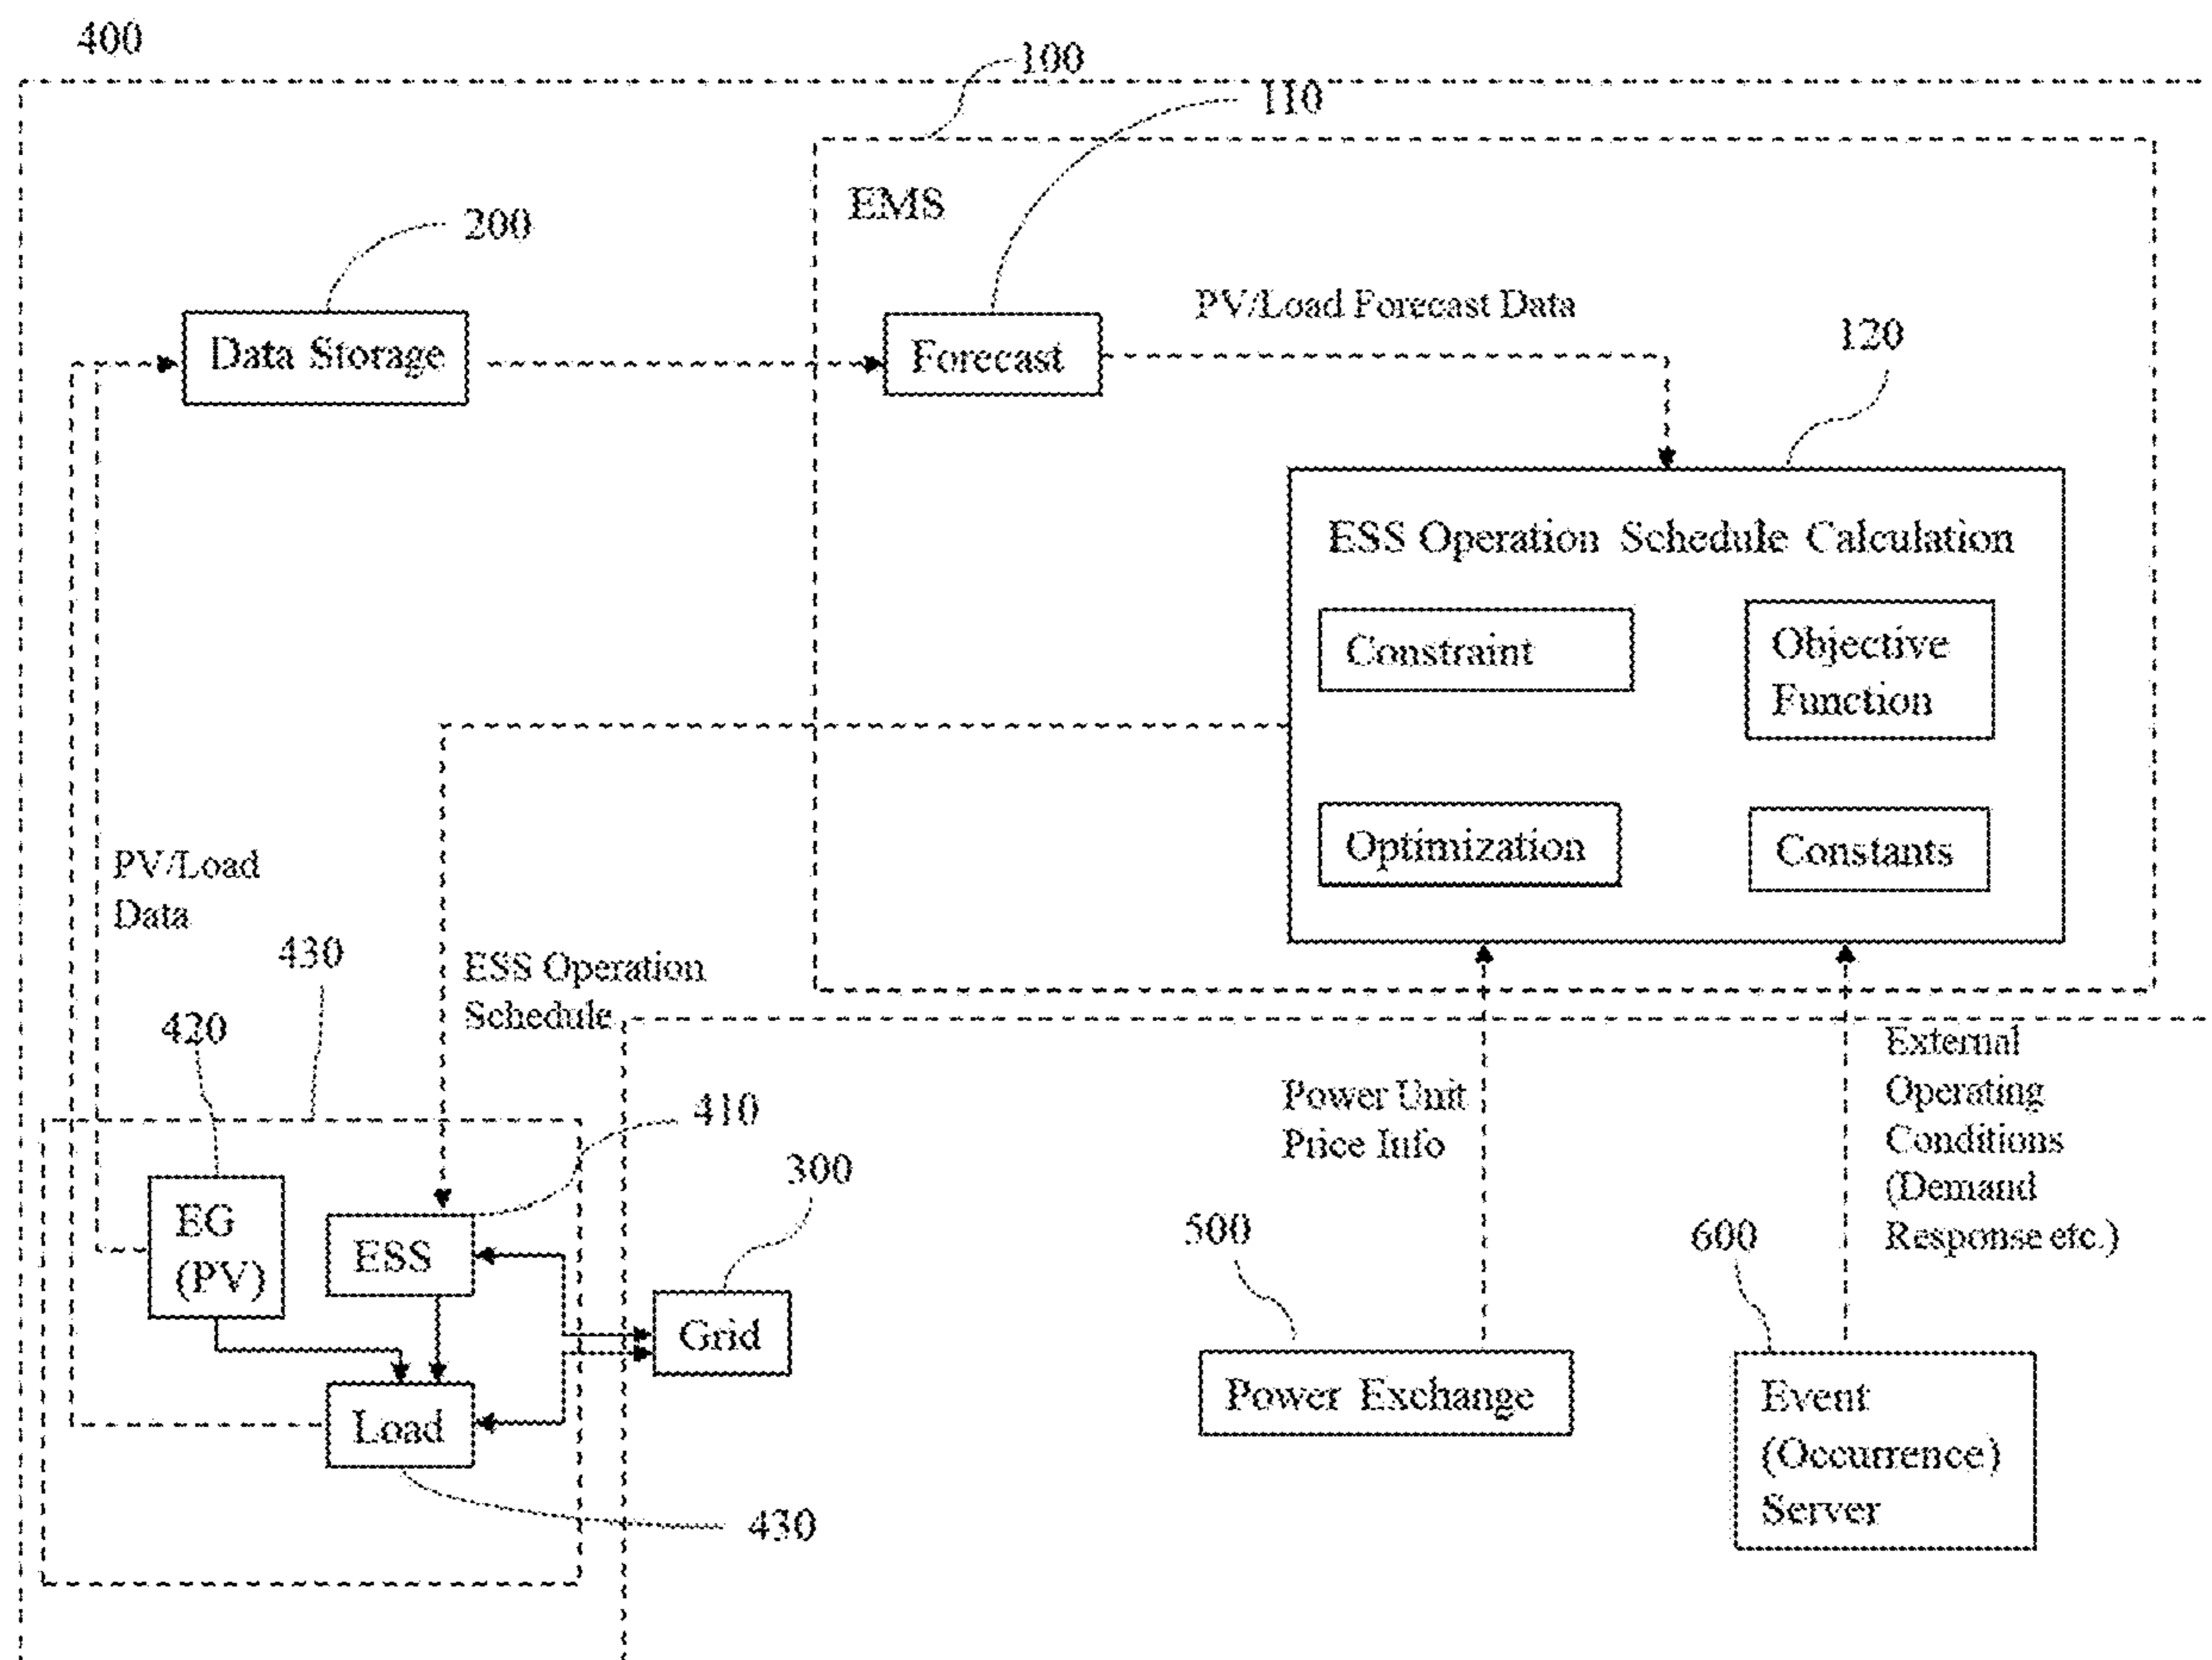 400
100
110
EMS
200
PV/Load Forecast Data
120
Data Storage
Forecast
ESS Operation Schedule Calculation
Constraint
Objective
Function
Optimization
Constants
PV/Load
Data
430
ESS Operation
Schedule
420
External
Operating
Conditions
(Demand
Response etc.)
Power Unit
Price Info
410
300
500
600
EG
(PV)
ESS
Grid
Load
Power Exchange
Event
(Occurrence)
Server
430